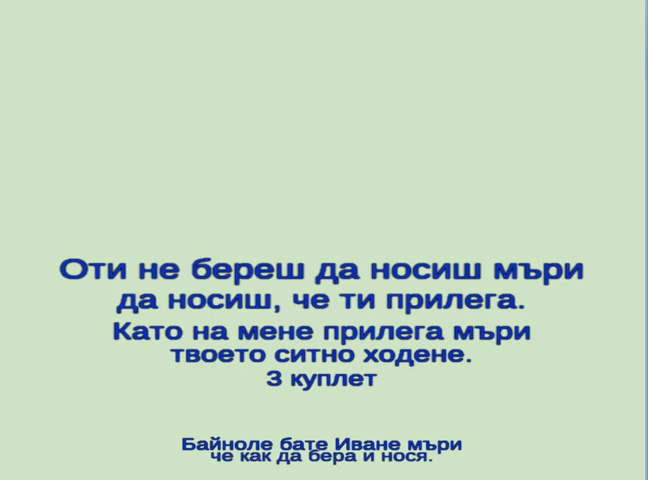 Оти не береш да носиш мъри
да носиш, че ти прилега.
Като на мене прилега мъри
твоето ситно ходене.
3 куплет
Байноле бате Иване мъри
че как да бера и нося.